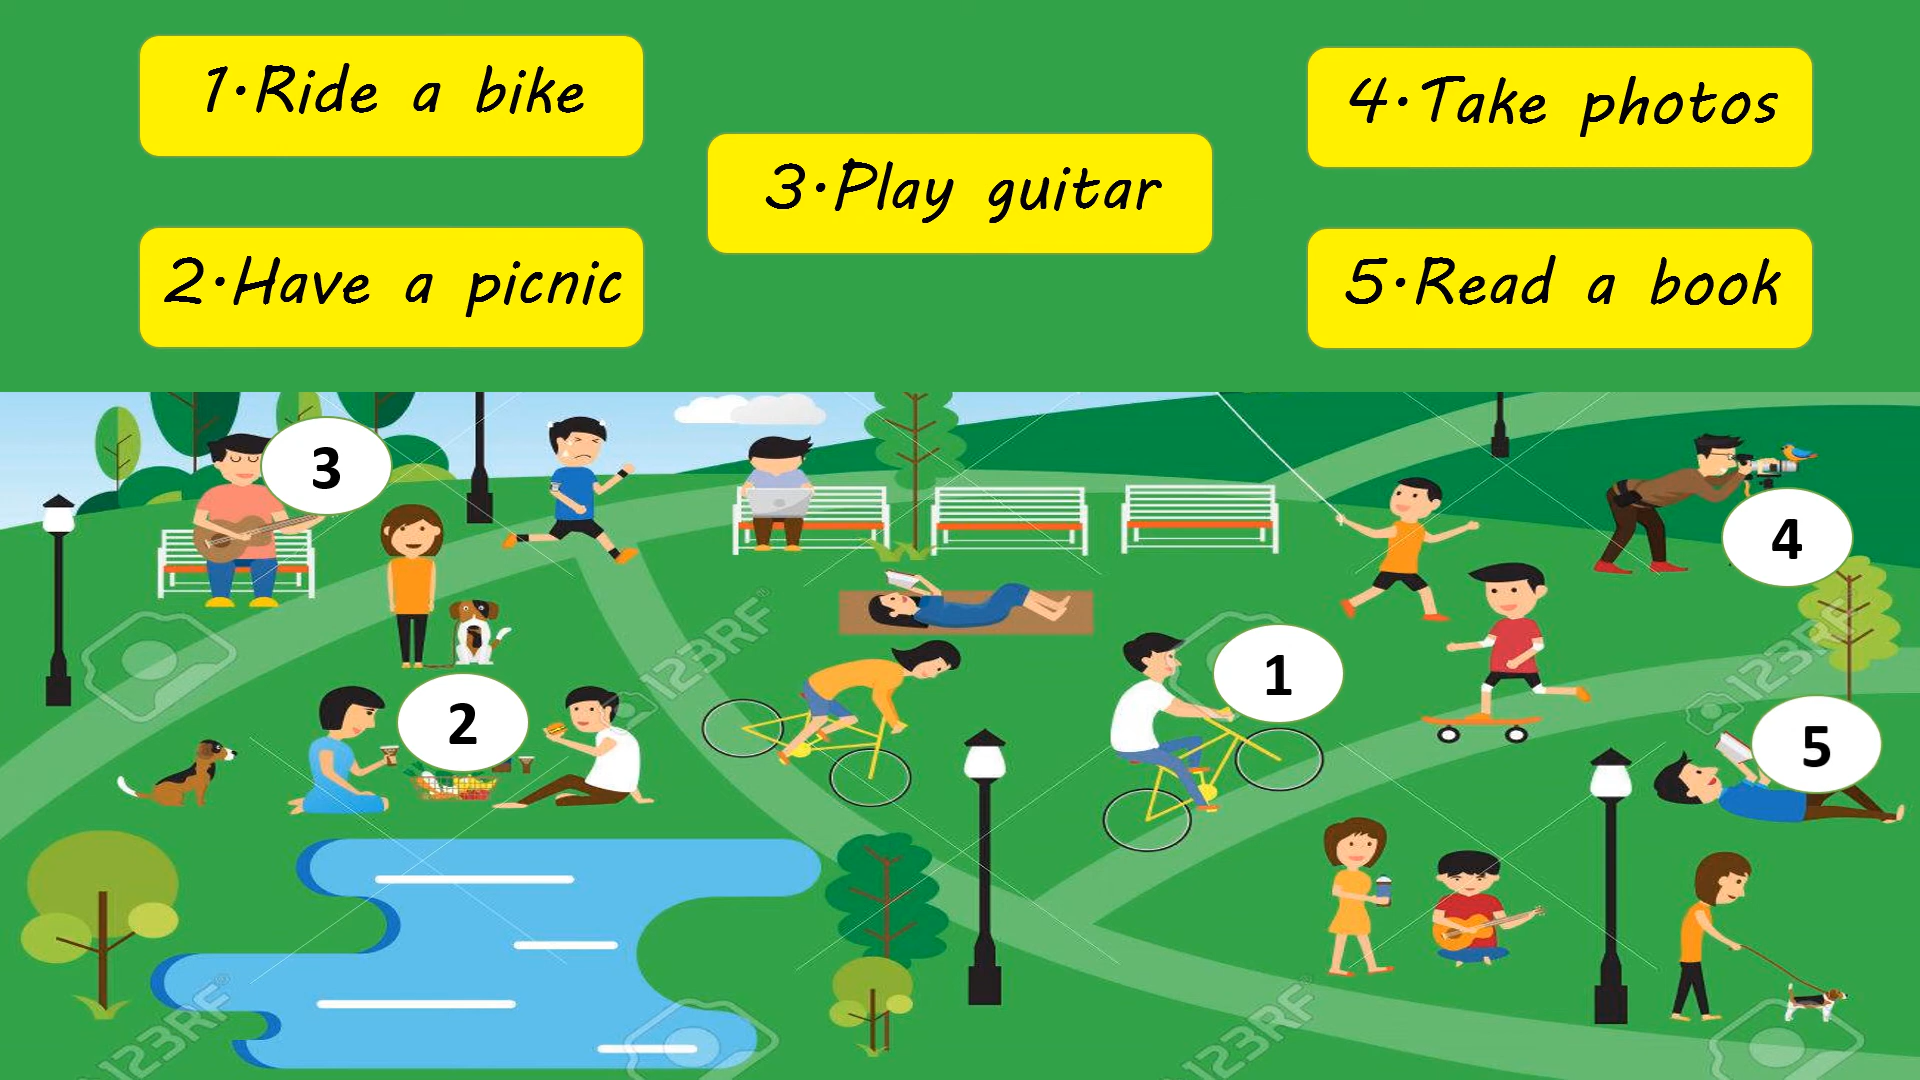 1.Ride a bike
2.Have a picnic
3.Play guitar
4.Take photos
5.Read a book
3
4
1
2
5
123RF
123RF
123RF
123RF